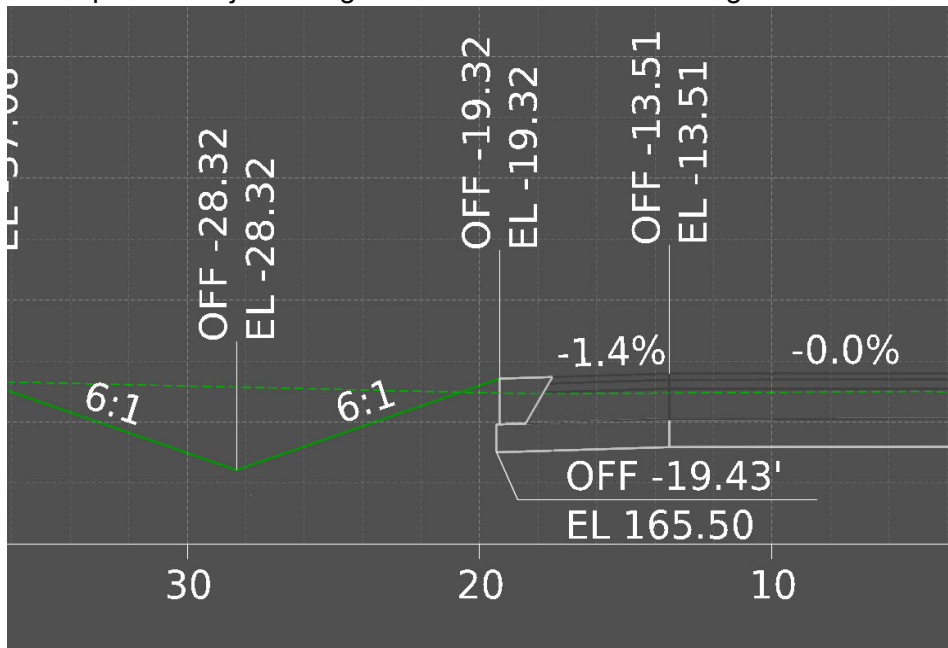 OFF -28.32
EL -28.32
OFF -19.32
EL -19.32
OFF -13.51
EL -13.51
-1.4%
-0.0%
6:1
6:1
OFF -19.43'
EL 165.50
30
20
10